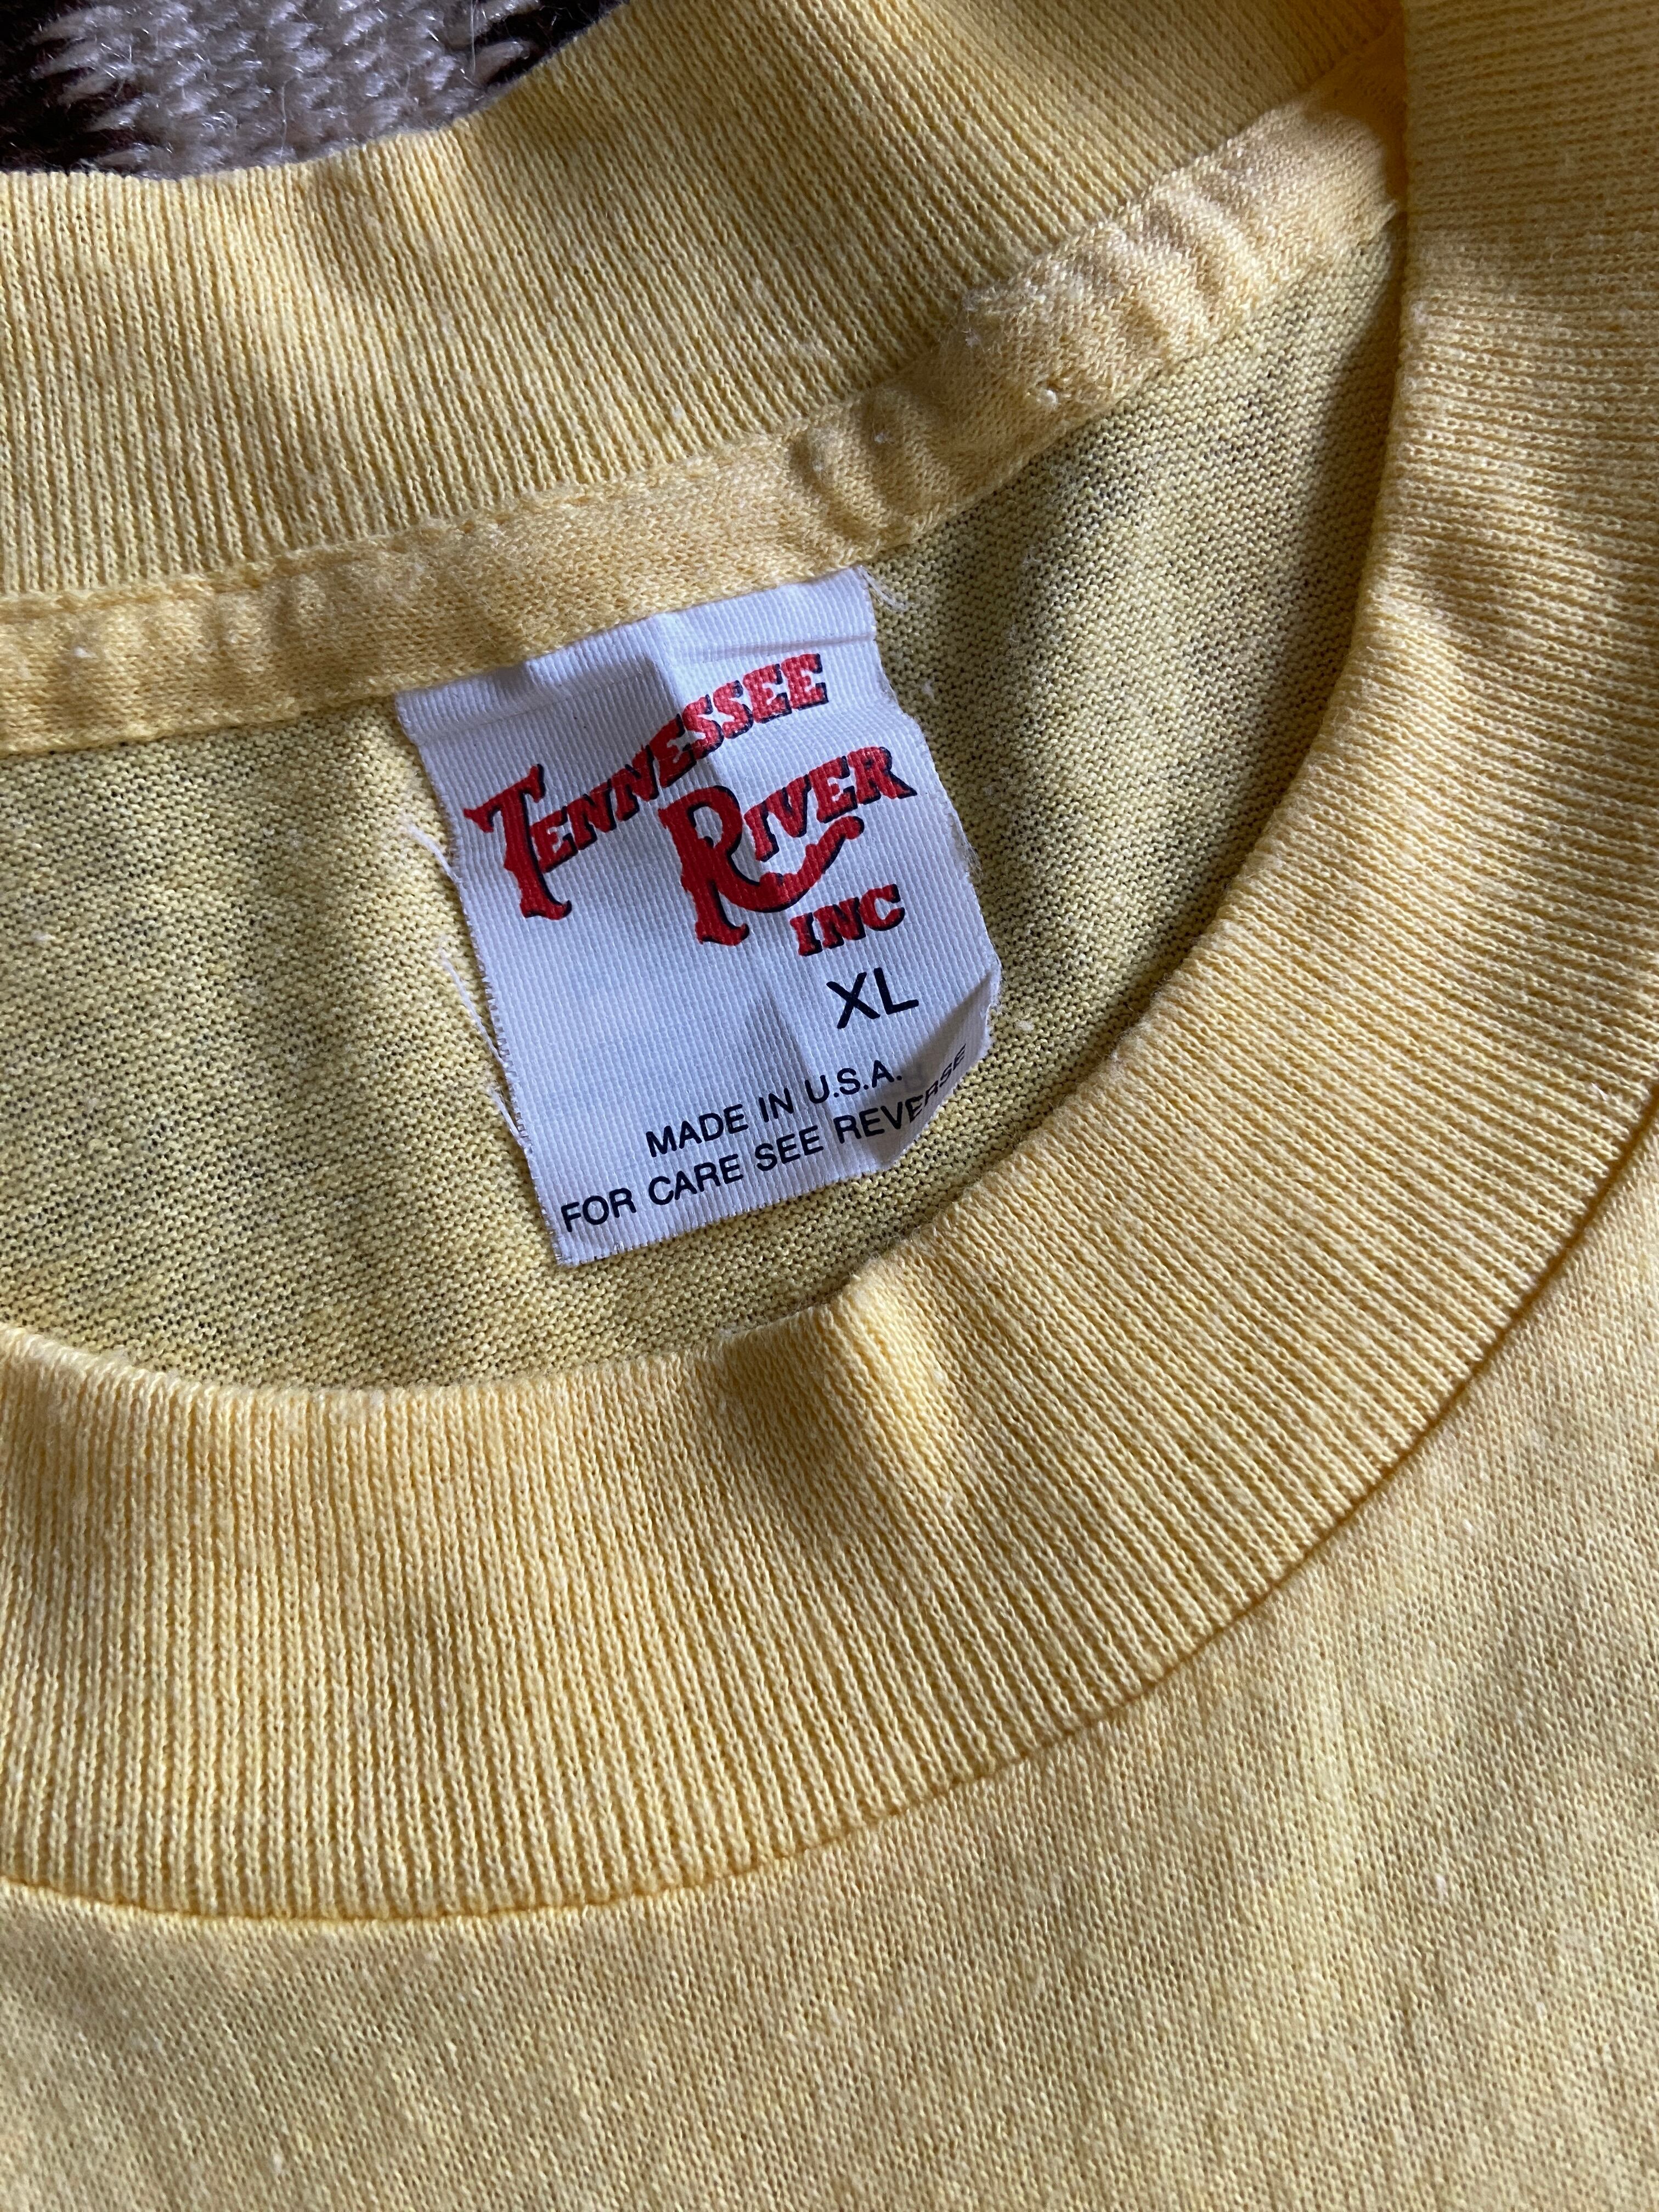 TENNESSEE
RIVER
INC
XL
MADE IN U.S.A.
FOR CARE SEE REVERSE